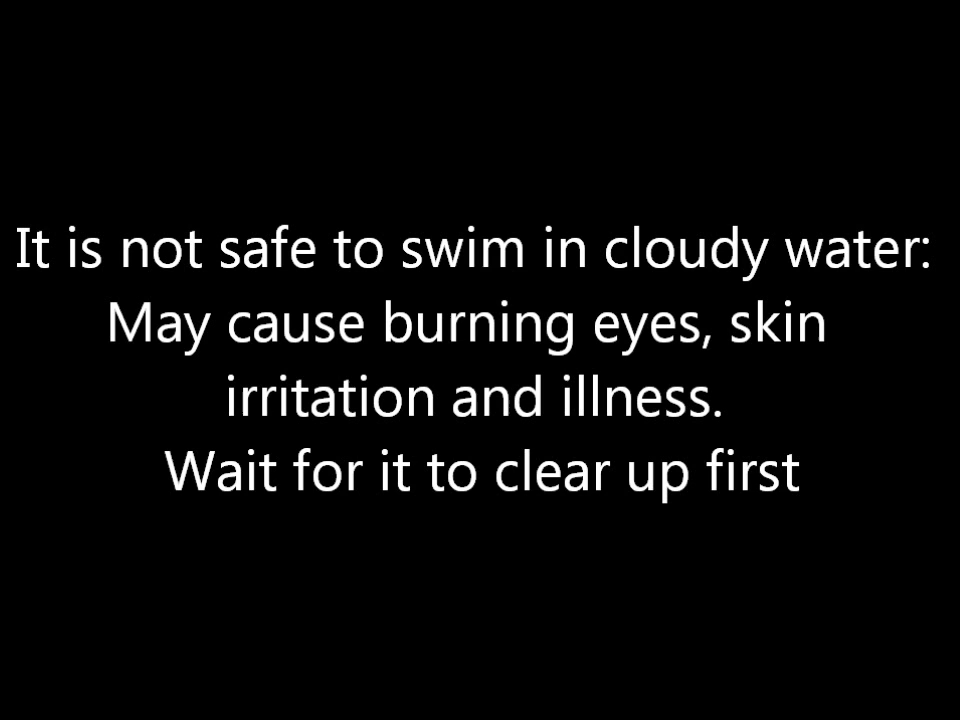 It is not safe to swim in cloudy water:
May cause burning eyes, skin
irritation and illness.
Wait for it to clear up first